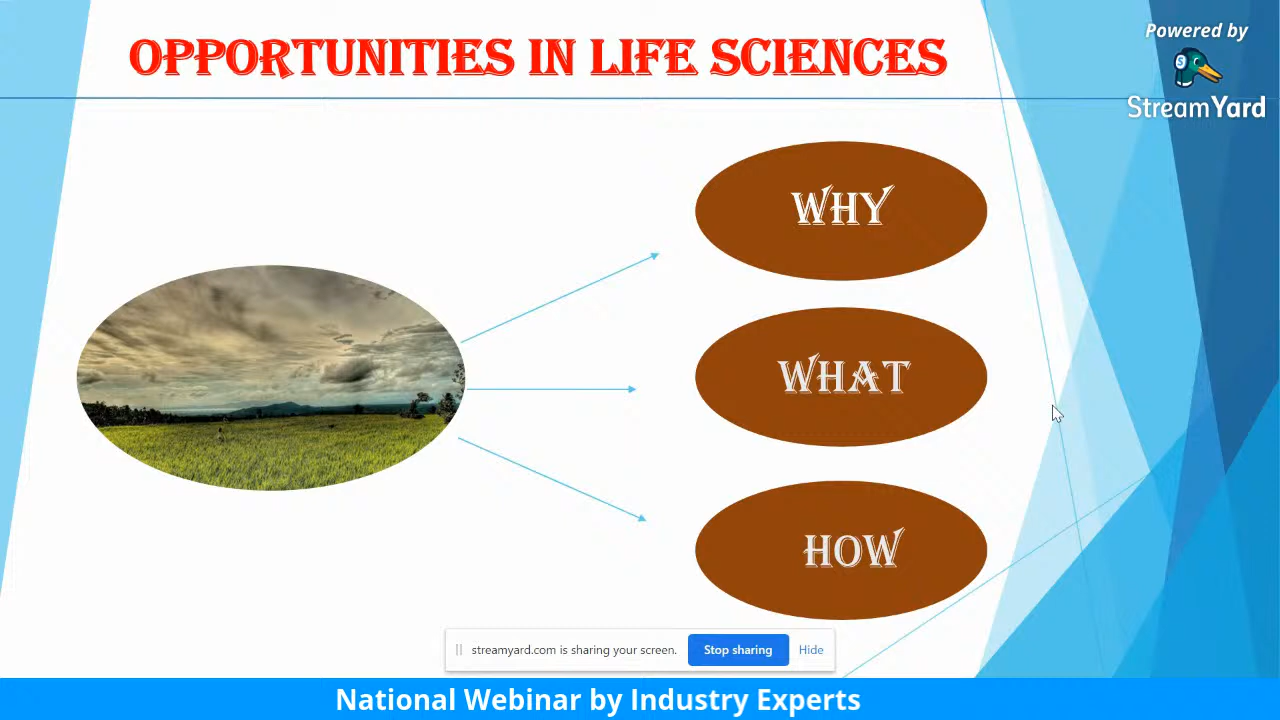 OPPORTUNITIES IN LIFE SCIENCES
Powered by
StreamYard
WHY
WHAT
HOW
streamyard.com is sharing your screen. Stop sharing Hide
National Webinar by Industry Experts